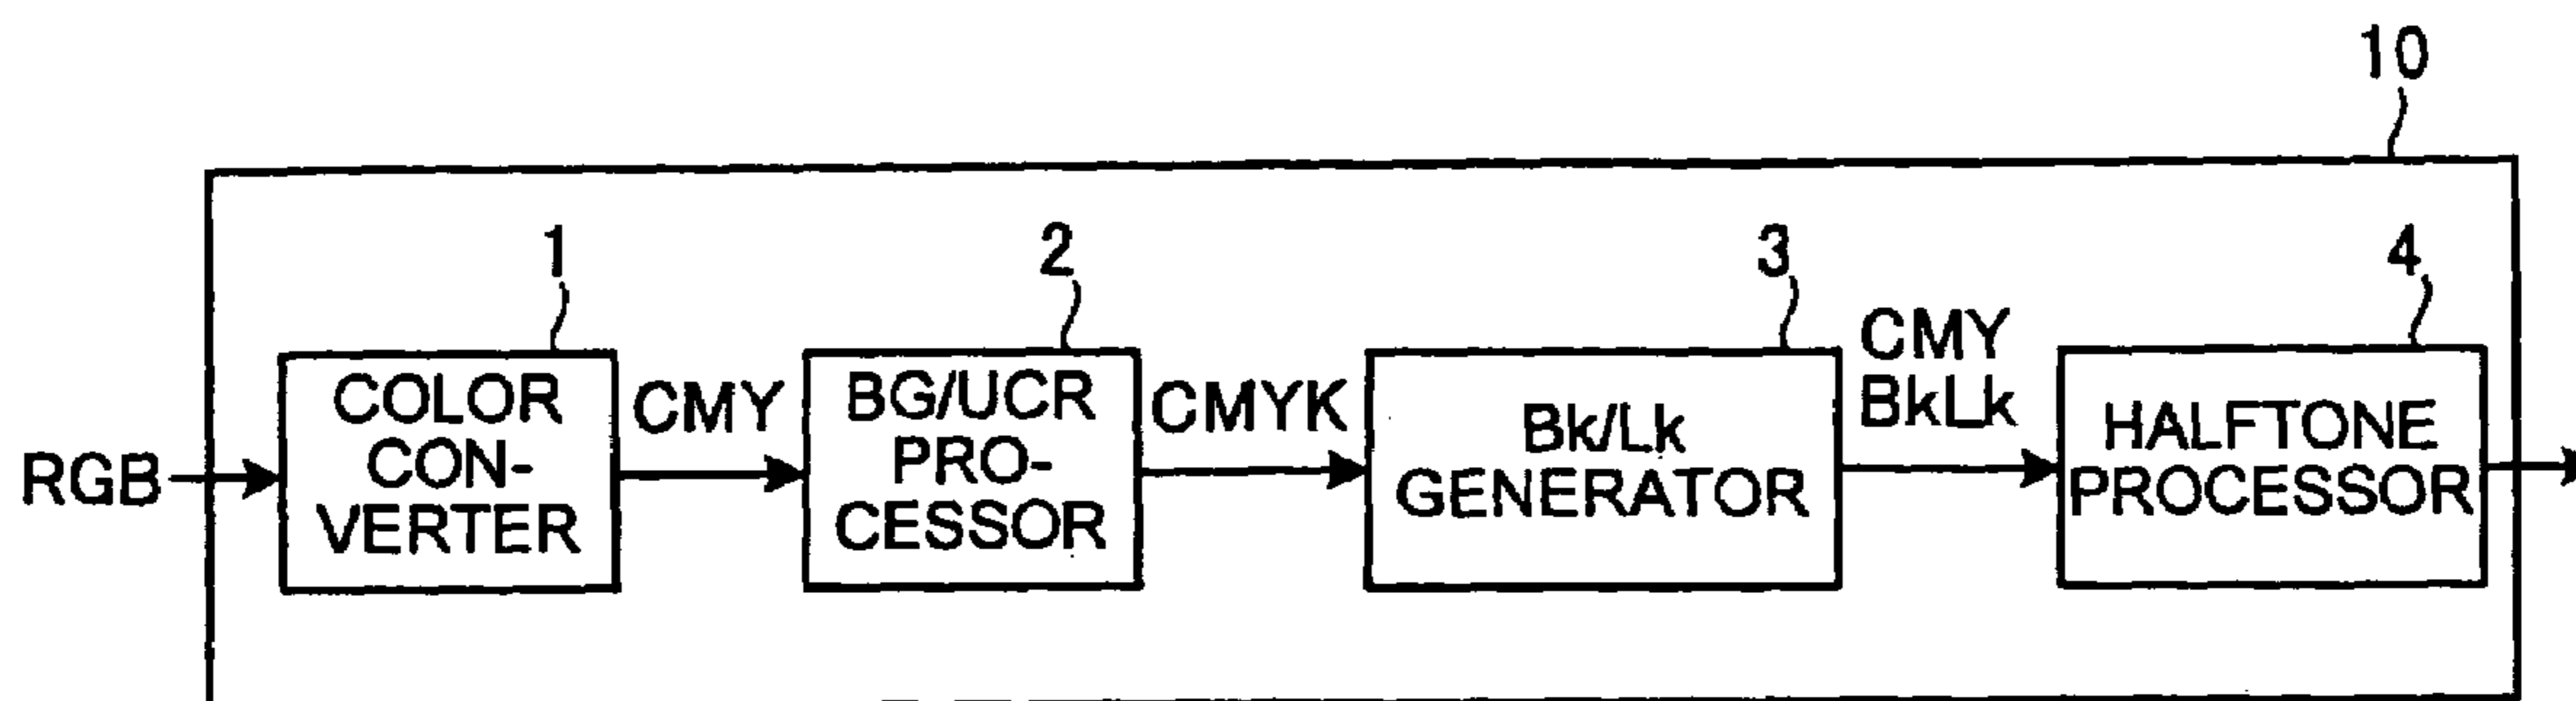 10
1
2
3
4
RGB
COLOR
CON-
VERTER
CMY
BG/UCR
PRO-
CESSOR
CMYK
Bk/Lk
GENERATOR
CMY
BkLk
HALFTONE
PROCESSOR